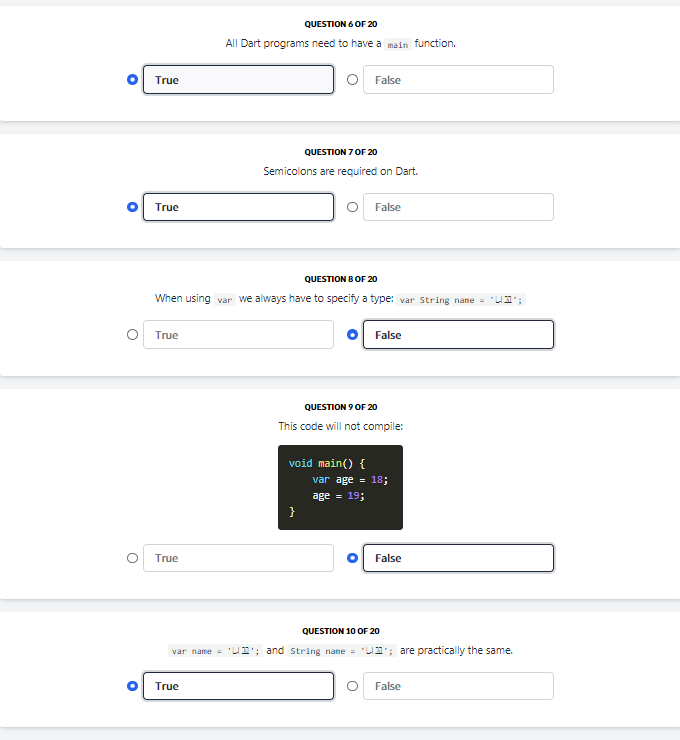 QUESTION 6 OF 20
All Dart programs need to have a main function.
True False
QUESTION 7 OF 20
Semicolons are required on Dart.
True False
QUESTION 8 OF 20
When using var we always have to specify a type: var String name = '니꼬';
True False
QUESTION 9 OF 20
This code will not compile:
void main() {
var age = 18;
age = 19;
}
True False
QUESTION 10 OF 20
var name = '니꼬'; and String name = '니꼬'; are practically the same.
True False